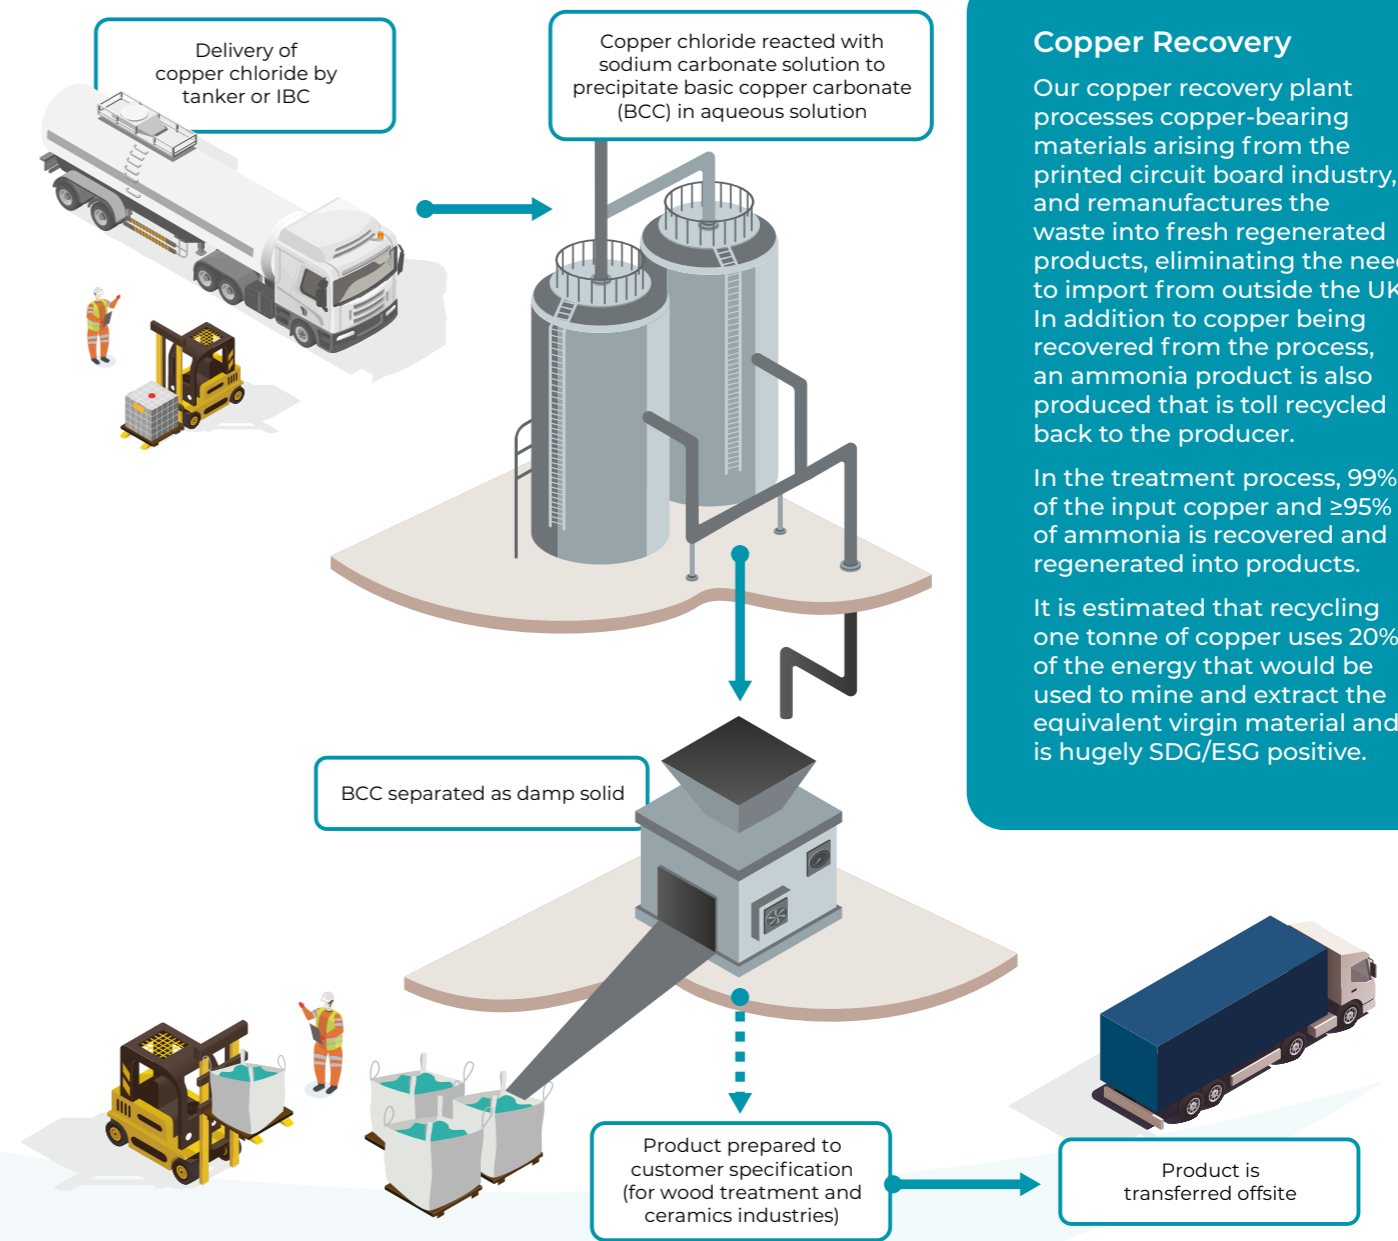 Delivery of
copper chloride by
tanker or IBC
Copper chloride reacted with
sodium carbonate solution to
precipitate basic copper carbonate
(BCC) in aqueous solution
Copper Recovery
Our copper recovery plant
processes copper-bearing
materials arising from the
printed circuit board industry,
and remanufactures the
waste into fresh regenerated
products, eliminating the need
to import from outside the UK
In addition to copper being
recovered from the process,
an ammonia product is also
produced that is toll recycled
back to the producer.
In the treatment process, 99%
of the input copper and ≥95%
of ammonia is recovered and
regenerated into products.
It is estimated that recycling
one tonne of copper uses 20%
of the energy that would be
used to mine and extract the
equivalent virgin material and
is hugely SDG/ESG positive.
BCC separated as damp solid
Product prepared to
customer specification
(for wood treatment and
ceramics industries)
Product is
transferred offsite